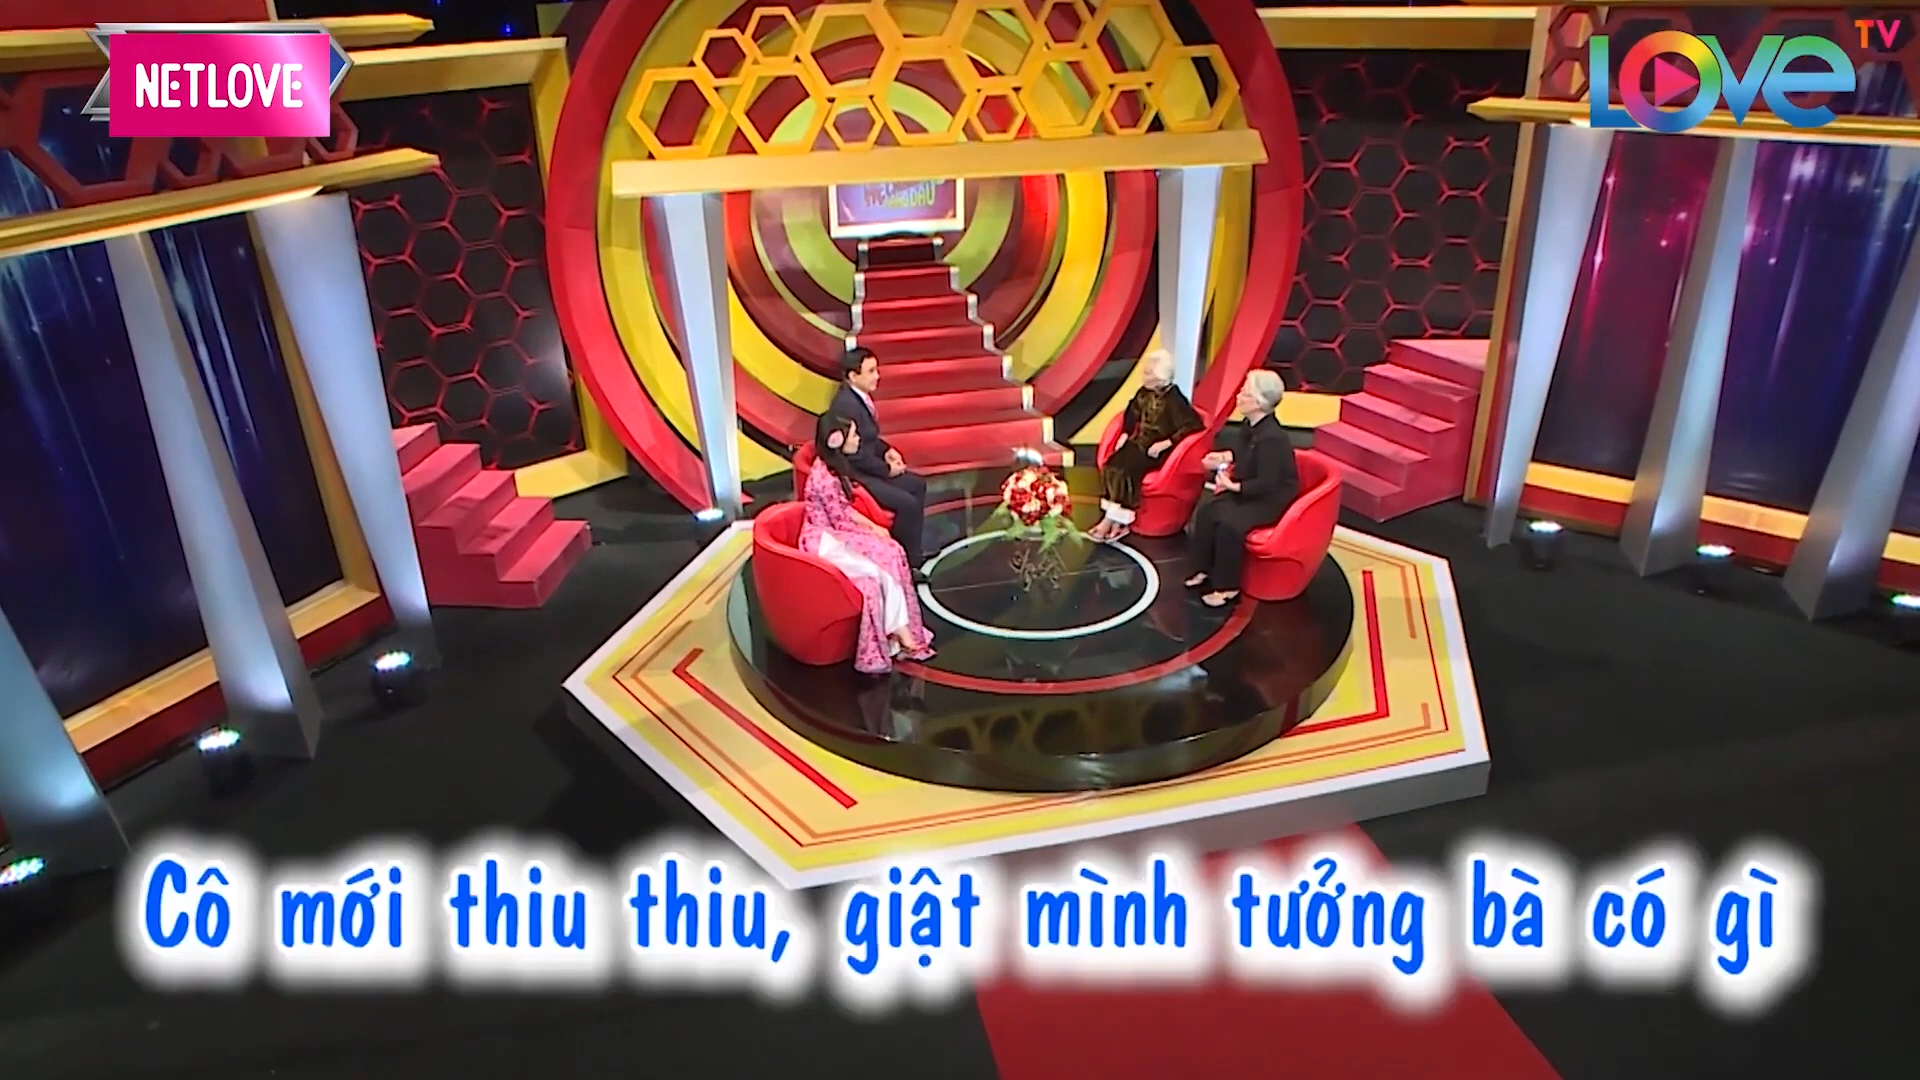 NETLOVE
LOVE TV
Cô mới thiu thiu, giật mình tưởng bà có gì